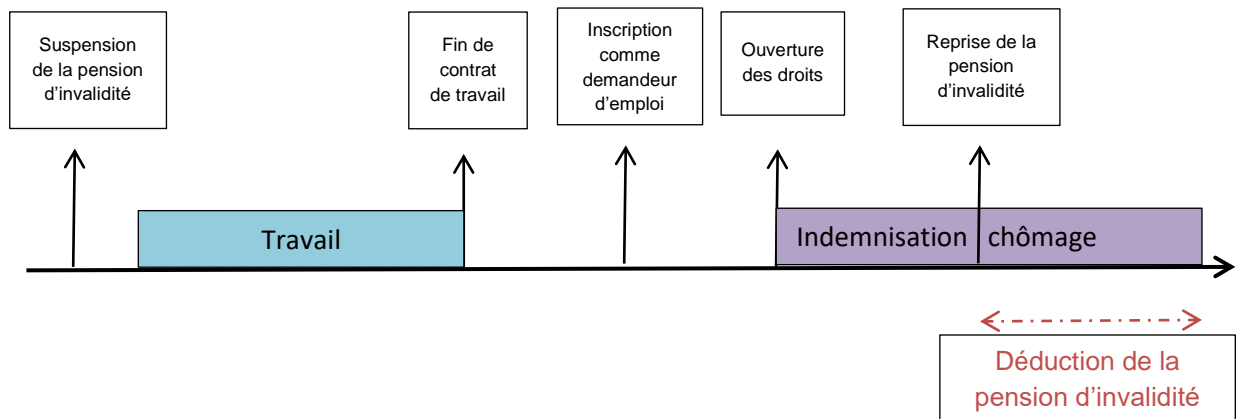 Suspension
de la pension
d'invalidité
Fin de
contrat
de travail
Inscription
comme
demandeur
d'emploi
Ouverture
des droits
Reprise de la
pension
d'invalidité
Travail
Indemnisation chômage
Déduction de la
pension d'invalidité